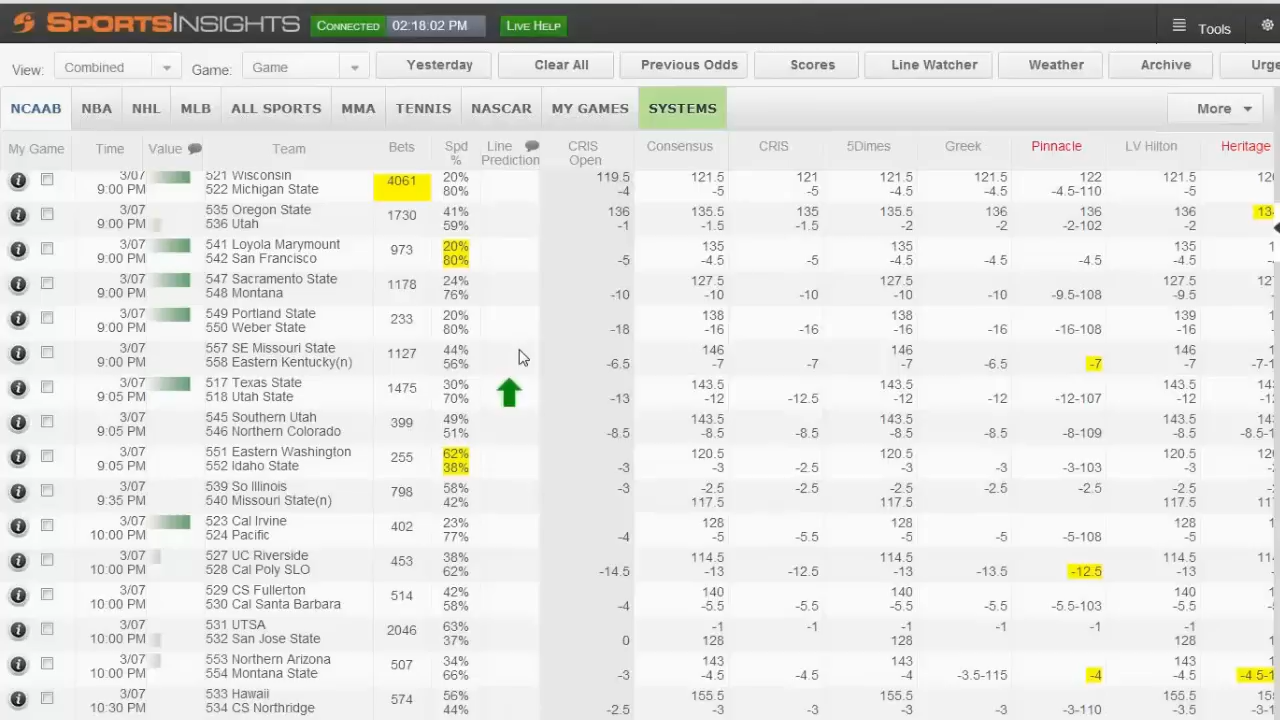 SPORTSINSIGHTS CONNECTED 02:18:02 PM LIVE HELP Tools
View: Combined Game: Game Yesterday Clear All Previous Odds Scores Line Watcher Weather Archive Urge
NCAAB NBA NHL MLB ALL SPORTS MMA TENNIS NASCAR MY GAMES SYSTEMS More
My Game Time Value Team Bets Spd % Line Prediction CRIS Open Consensus CRIS 5Dimes Greek Pinnacle LV Hilton Heritage
3/07 521 Wisconsin 4061 20% 119.5 121.5 121 121.5 121.5 122 121.5
9:00 PM 522 Michigan State 80% -4 -5 -5 -4.5 -4.5 -4.5-110 -5
3/07 535 Oregon State 1730 41% 136 135.5 135 135.5 136 136 136
9:00 PM 536 Utah 59% -1 -1.5 -1.5 -2 -2 -2-102 -2
3/07 541 Loyola Marymount 973 20% 135 135 135
9:00 PM 542 San Francisco 80% -5 -4.5 -5 -4.5 -4.5 -4.5 -4.5
3/07 547 Sacramento State 1178 24% 127.5 127.5 127.5
9:00 PM 548 Montana 76% -10 -10 -10 -10 -10 -9.5-108 -9.5
3/07 549 Portland State 233 20% 138 138 139
9:00 PM 550 Weber State 80% -18 -16 -16 -16 -16 -16-108 -16
3/07 557 SE Missouri State 1127 44% 146 146 146
9:00 PM 558 Eastern Kentucky(n) 56% -6.5 -7 -7 -7 -6.5 -7 -7 -7-1
3/07 517 Texas State 1475 30% 143.5 143.5 143.5
9:05 PM 518 Utah State 70% -13 -12 -12.5 -12 -12 -12-107 -12
3/07 545 Southern Utah 399 49% 143.5 143.5 143.5
9:05 PM 546 Northern Colorado 51% -8.5 -8.5 -8.5 -8.5 -8.5 -8-109 -8.5 -8.5-1
3/07 551 Eastern Washington 255 62% 120.5 120.5 120.5
9:05 PM 552 Idaho State 38% -3 -3 -2.5 -3 -3 -3-103 -3
3/07 539 So Illinois 798 58% -3 -2.5 -2.5 -2.5 -2.5 -2.5 -2.5
9:35 PM 540 Missouri State(n) 42% 117.5 117.5 117.5
3/07 523 Cal Irvine 402 23% 128 128 128
10:00 PM 524 Pacific 77% -4 -5 -5.5 -5 -5 -5-108 -5
3/07 527 UC Riverside 453 38% 114.5 114.5 114.5
10:00 PM 528 Cal Poly SLO 62% -14.5 -13 -12.5 -13 -13.5 -12.5 -13
3/07 529 CS Fullerton 514 42% 140 140 140
10:00 PM 530 Cal Santa Barbara 58% -4 -5.5 -5.5 -5.5 -5.5 -5.5-103 -5.5
3/07 531 UTSA 2046 63% -1 -1 -1 -1 -1 -1
10:00 PM 532 San Jose State 37% 0 128 128 128
3/07 553 Northern Arizona 507 34% 143 143 143
10:00 PM 554 Montana State 66% -3 -4.5 -4.5 -4 -3.5-115 -4 -4.5 -4.5-1
3/07 533 Hawaii 574 56% 155.5 155.5 155.5
10:30 PM 534 CS Northridge 44% -2.5 -3 -3 -3 -3 -3-110 -3.5 -3-1